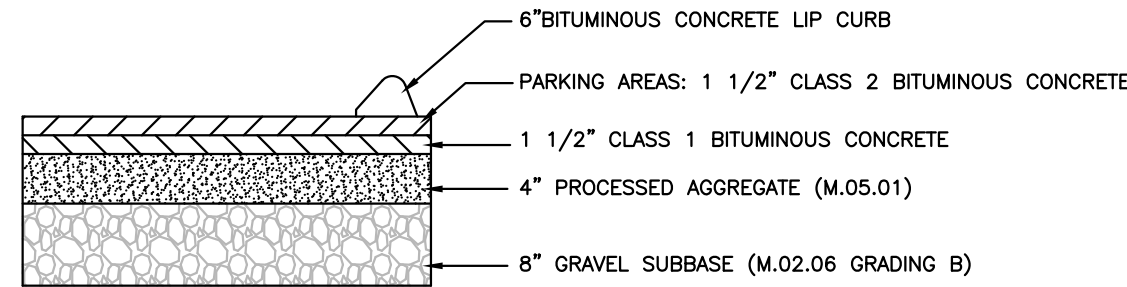 6”BITUMINOUS CONCRETE LIP CURB
PARKING AREAS: 1 1/2” CLASS 2 BITUMINOUS CONCRETE
1 1/2” CLASS 1 BITUMINOUS CONCRETE
4” PROCESSED AGGREGATE (M.05.01)
8” GRAVEL SUBBASE (M.02.06 GRADING B)